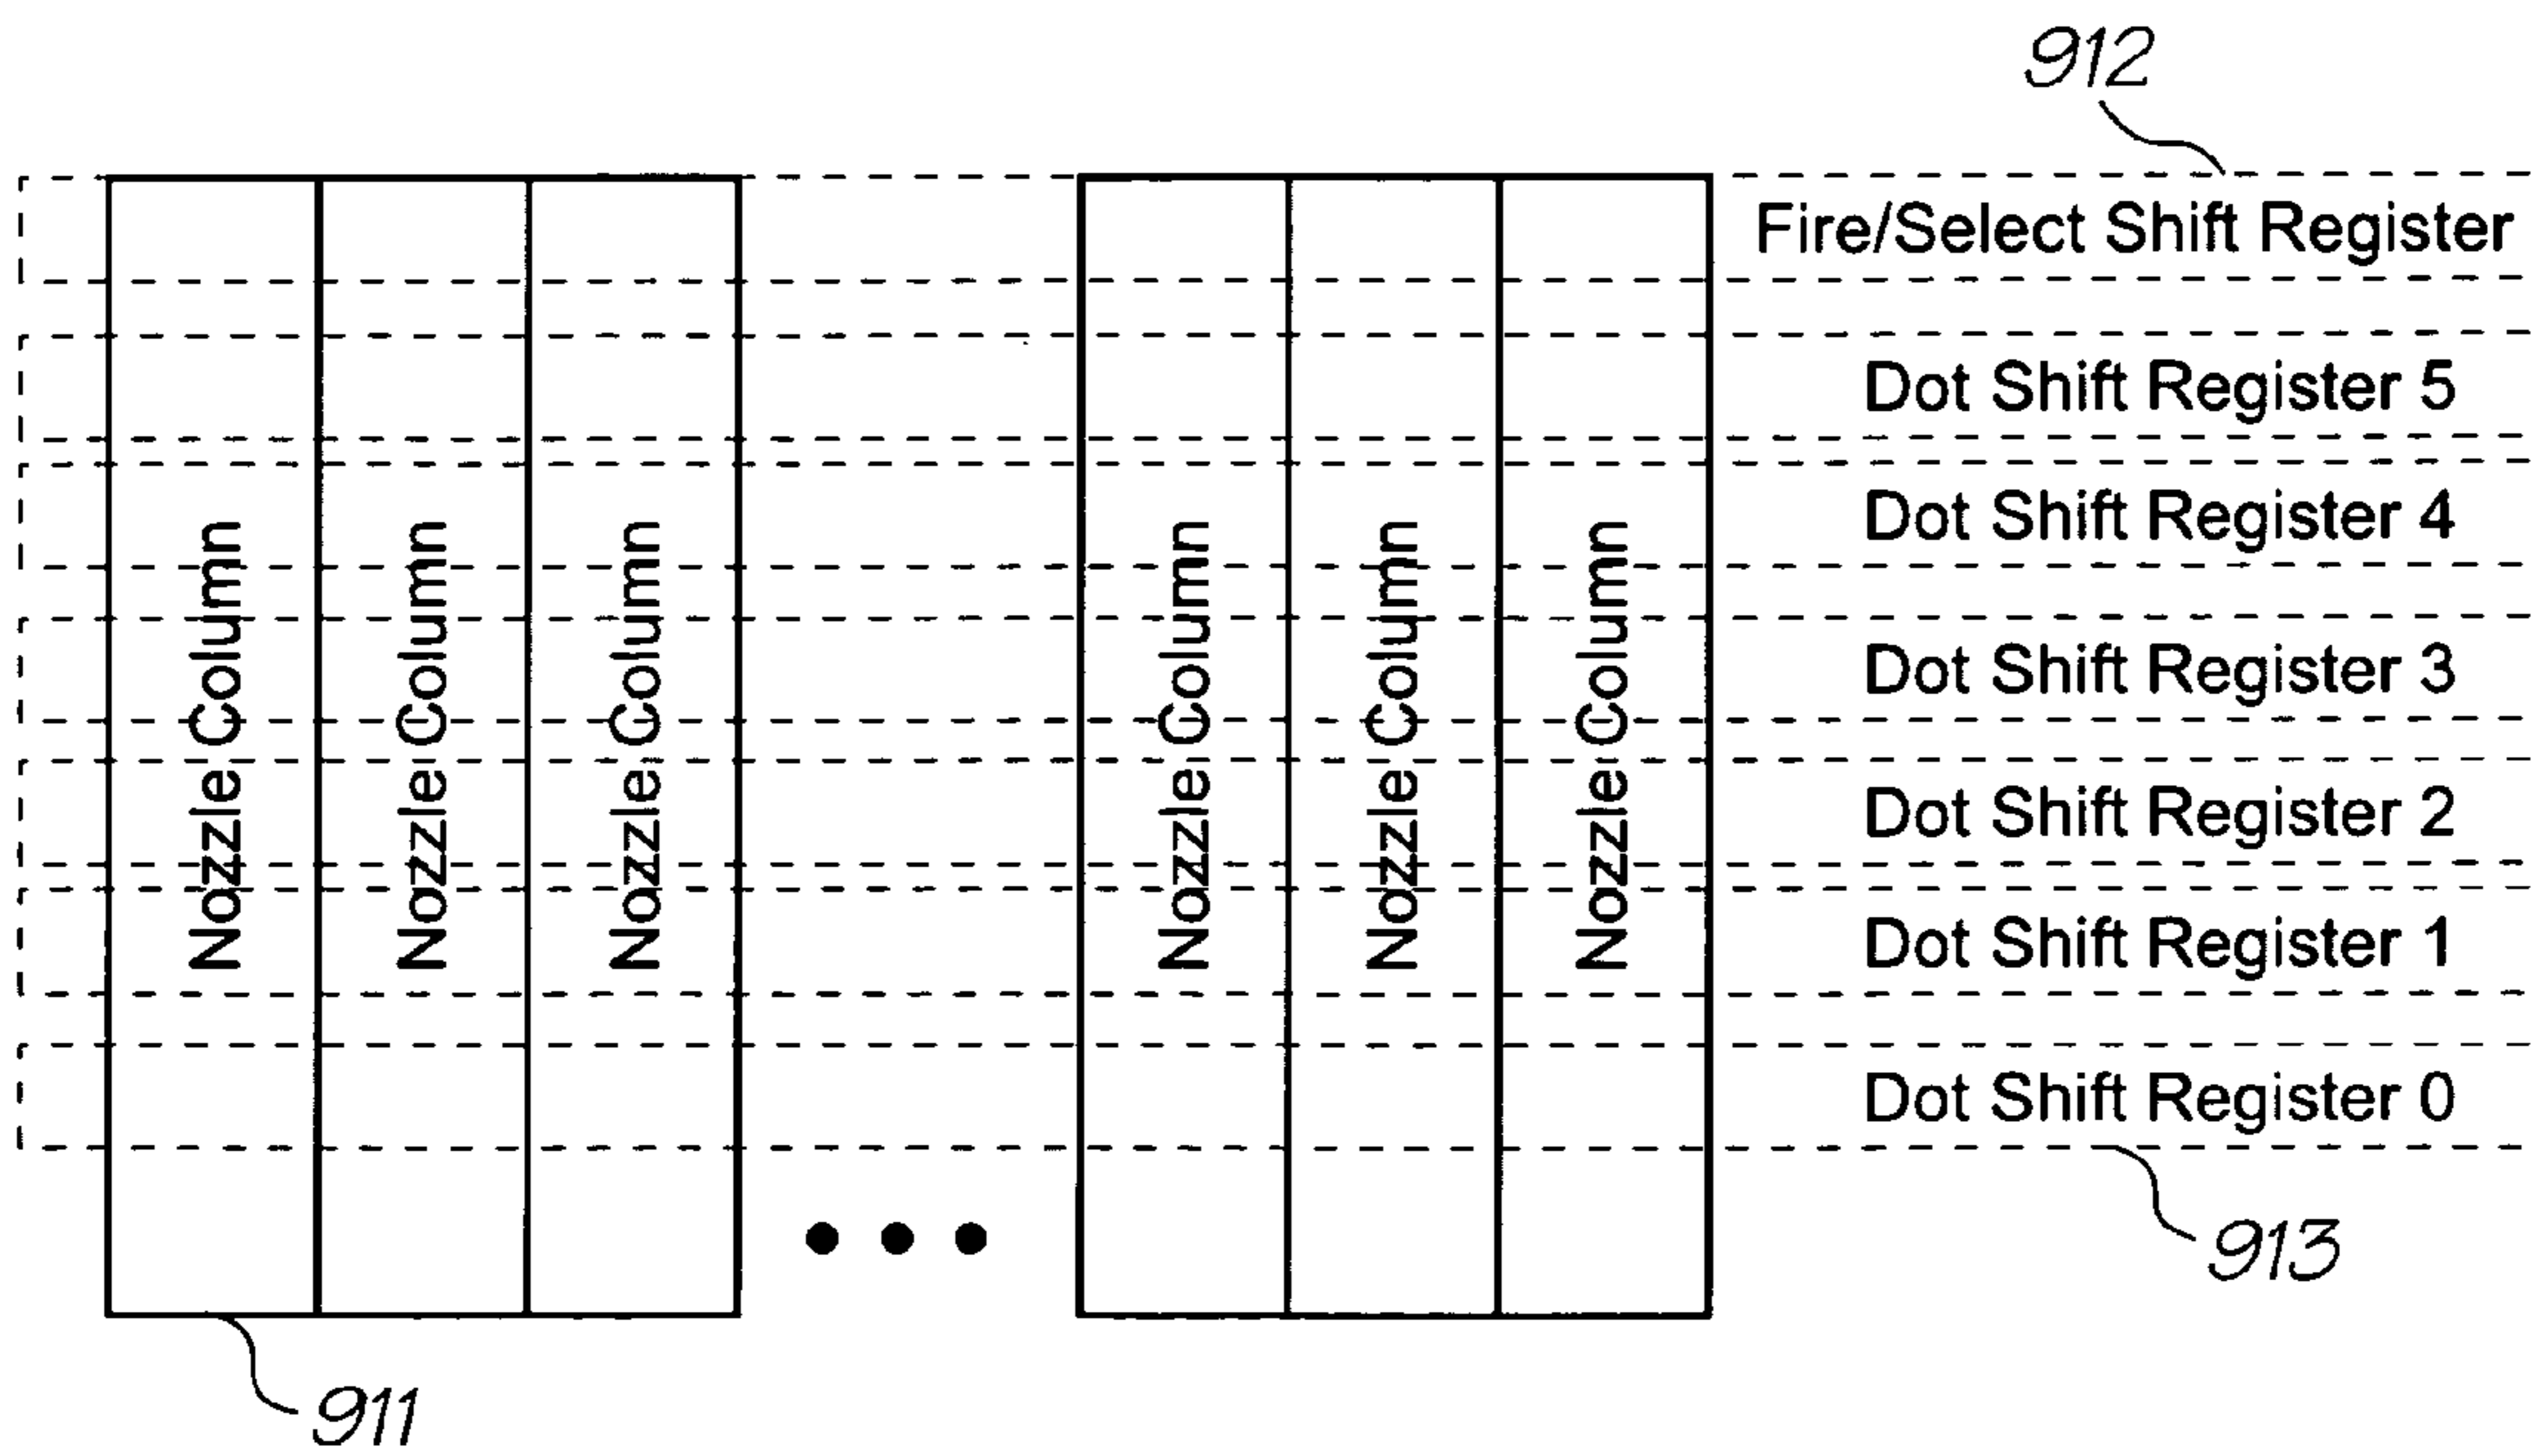 912
Fire/Select Shift Register
Dot Shift Register 5
Dot Shift Register 4
Dot Shift Register 3
Dot Shift Register 2
Dot Shift Register 1
Dot Shift Register 0
Nozzle Column
Nozzle Column
Nozzle Column
Nozzle Column
Nozzle Column
Nozzle Column
913
911